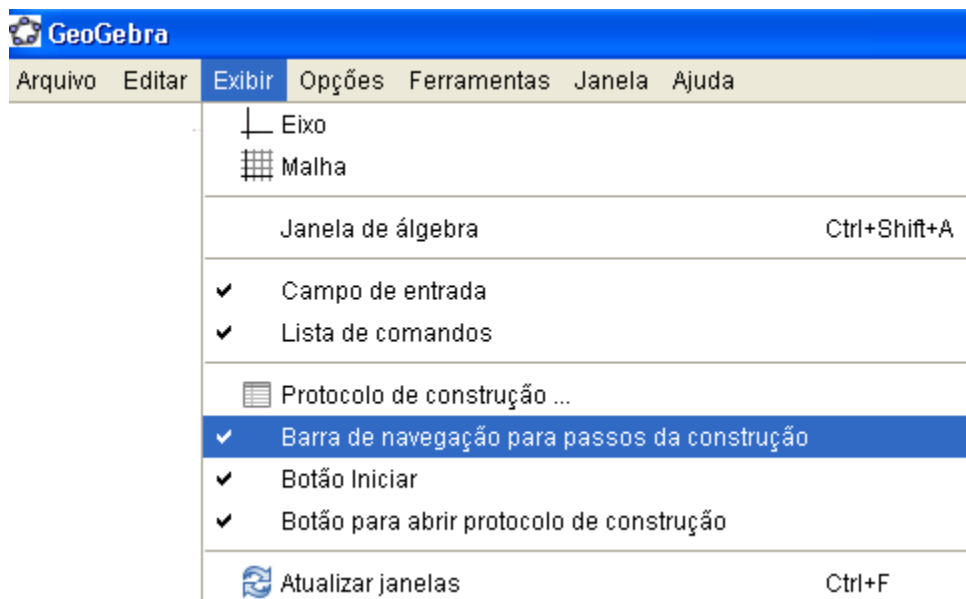 GeoGebra
Arquivo Editar Exibir Opçőes Ferramentas Janela Ajuda
Eixo
Malha
Janela de álgebra Ctrl+Shift+A
Campo de entrada
Lista de comandos
Protocolo de construção ...
Barra de navegação para passos da construção
Botão Iniciar
Botão para abrir protocolo de construção
Atualizar janelas Ctrl+F